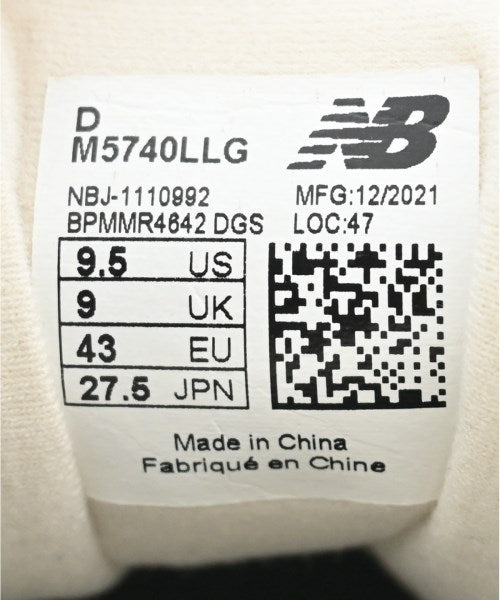 D
M5740LLG
NB
NBJ-1110992 MFG:12/2021
BPMMR4642 DGS LOC:47
9.5 US
9 UK
43 EU
27.5 JPN
Made in China
Fabriqué en Chine